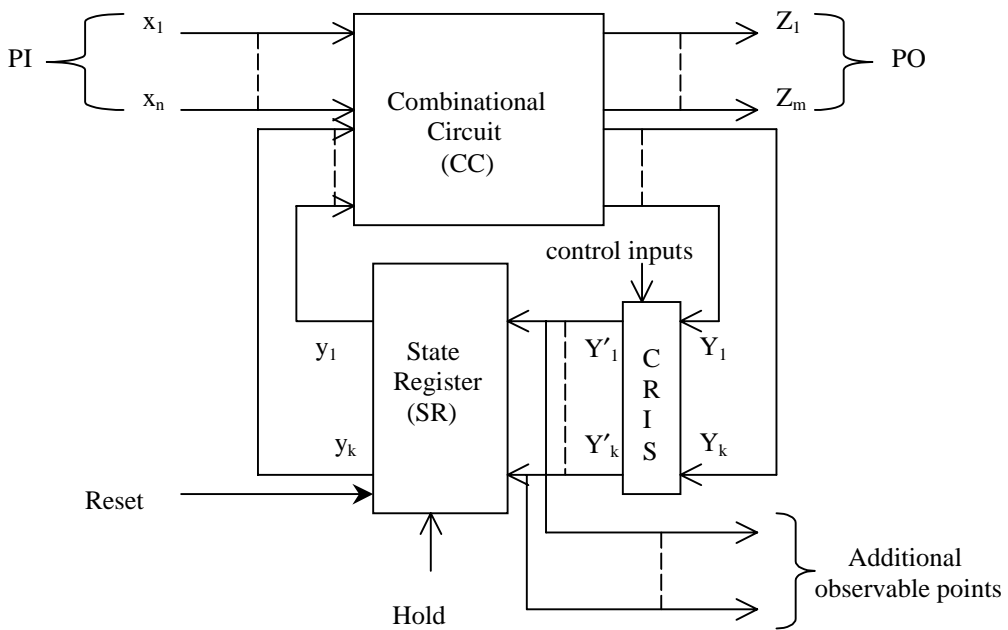 PI
x₁
xₙ
Combinational
Circuit
(CC)
Z₁
Zₘ
PO
control inputs
State
Register
(SR)
y₁
yₖ
Y′₁
Y′ₖ
C
R
I
S
Y₁
Yₖ
Reset
Hold
Additional
observable points